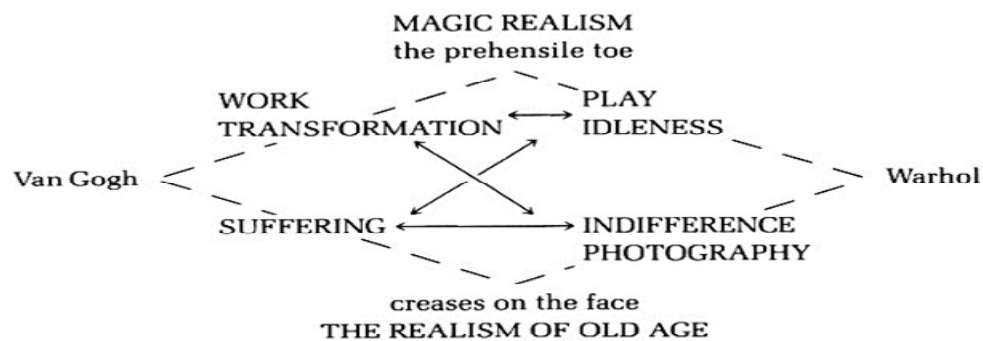 MAGIC REALISM
the prehensile toe
WORK
TRANSFORMATION
PLAY
IDLENESS
Van Gogh
Warhol
SUFFERING
INDIFFERENCE
PHOTOGRAPHY
creases on the face
THE REALISM OF OLD AGE